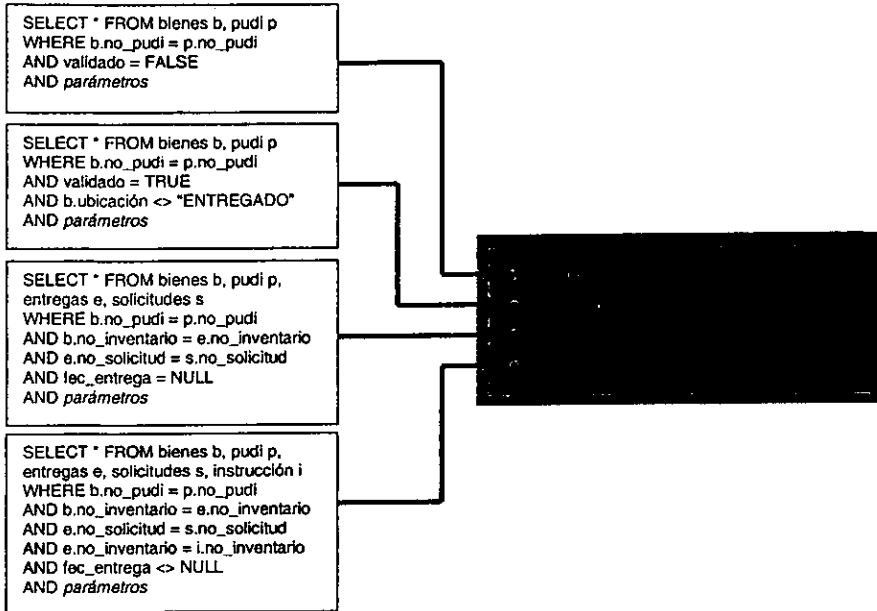 SELECT * FROM bienes b, pudi p
WHERE b.no_pudi = p.no_pudi
AND validado = FALSE
AND parámetros
SELECT * FROM bienes b, pudi p
WHERE b.no_pudi = p.no_pudi
AND validado = TRUE
AND b.ubicación <> "ENTREGADO"
AND parámetros
SELECT * FROM bienes b, pudi p,
entregas e, solicitudes s
WHERE b.no_pudi = p.no_pudi
AND b.no_inventario = e.no_inventario
AND e.no_solicitud = s.no_solicitud
AND fec_entrega = NULL
AND parámetros
SELECT * FROM bienes b, pudi p,
entregas e, solicitudes s, instrucción i
WHERE b.no_pudi = p.no_pudi
AND b.no_inventario = e.no_inventario
AND e.no_solicitud = s.no_solicitud
AND e.no_inventario = i.no_inventario
AND fec_entrega <> NULL
AND parámetros